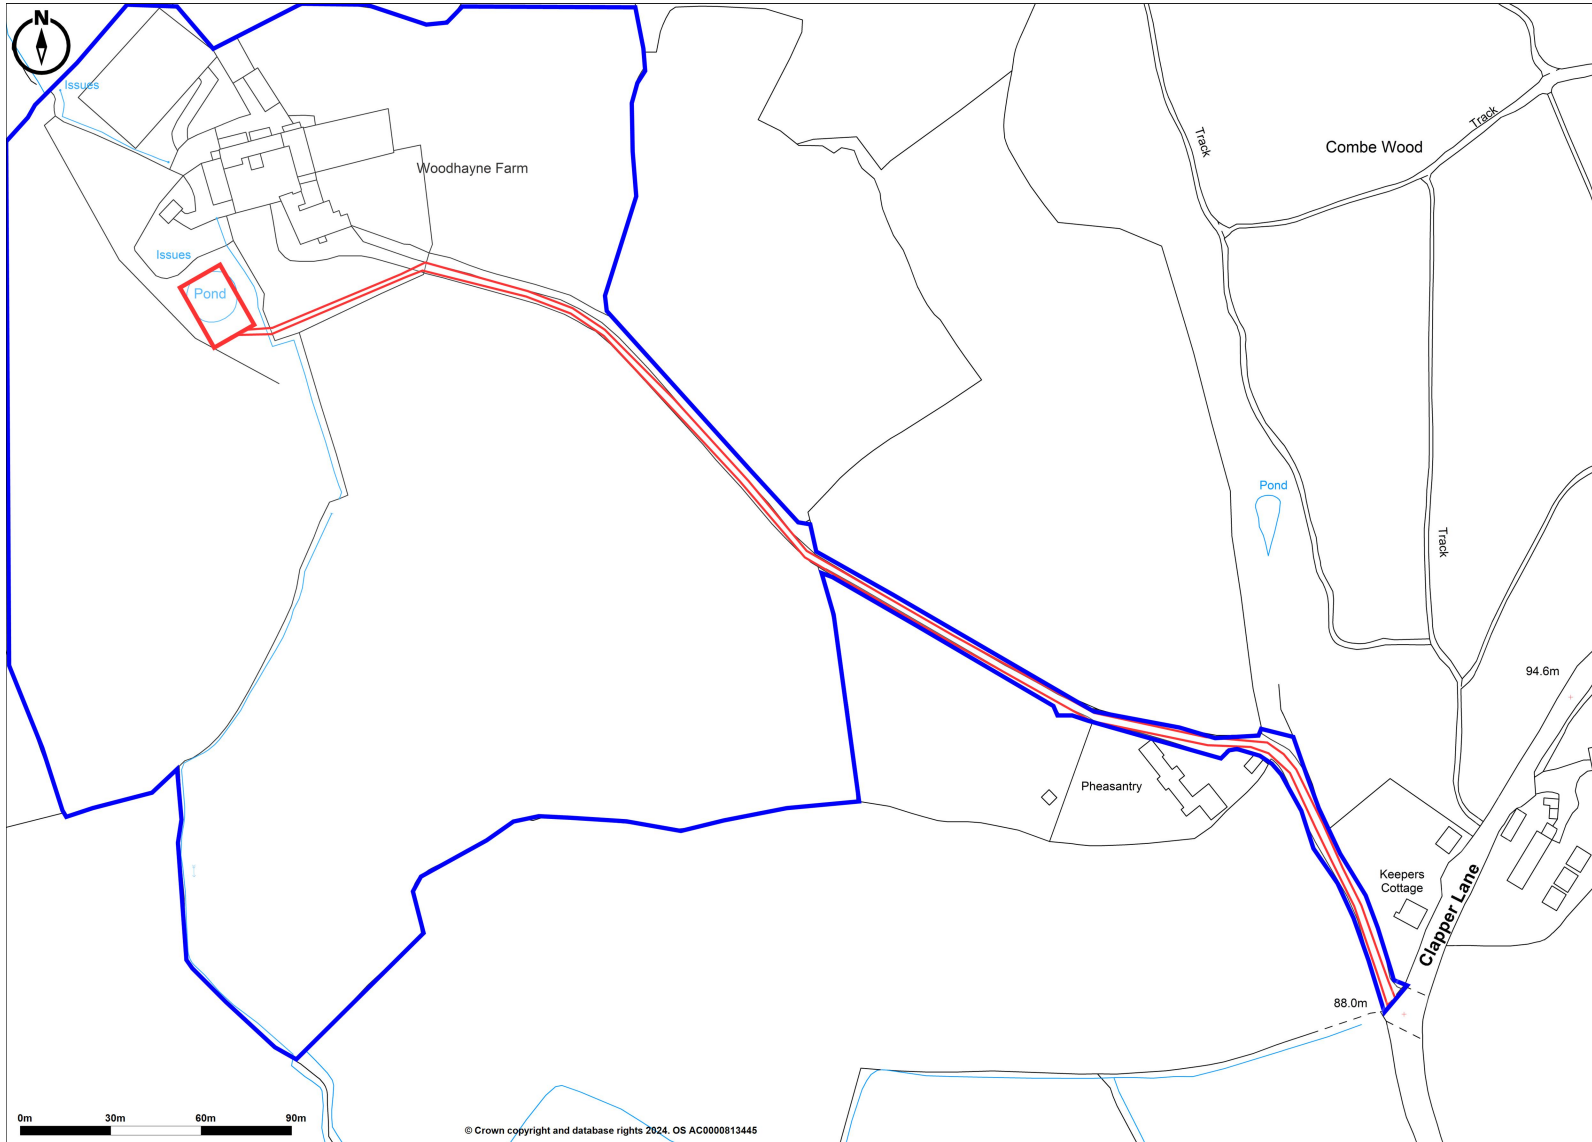 N
Issues
Track
Track
Combe Wood
Woodhayne Farm
Issues
Pond
Pond
Track
94.6m
Pheasantry
Keepers
Cottage
Clapper Lane
88.0m
0m 30m 60m 90m
© Crown copyright and database rights 2024. OS AC0000813445